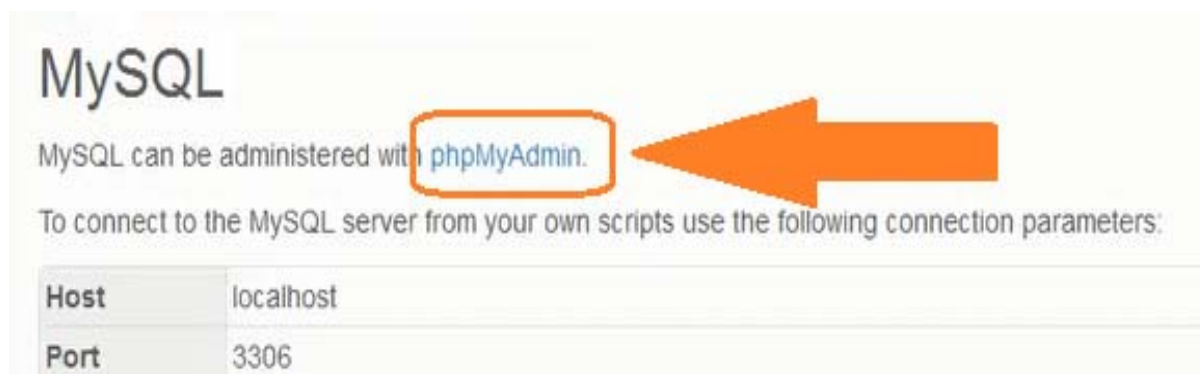 MySQL
MySQL can be administered with phpMyAdmin.
To connect to the MySQL server from your own scripts use the following connection parameters:
Host localhost
Port 3306